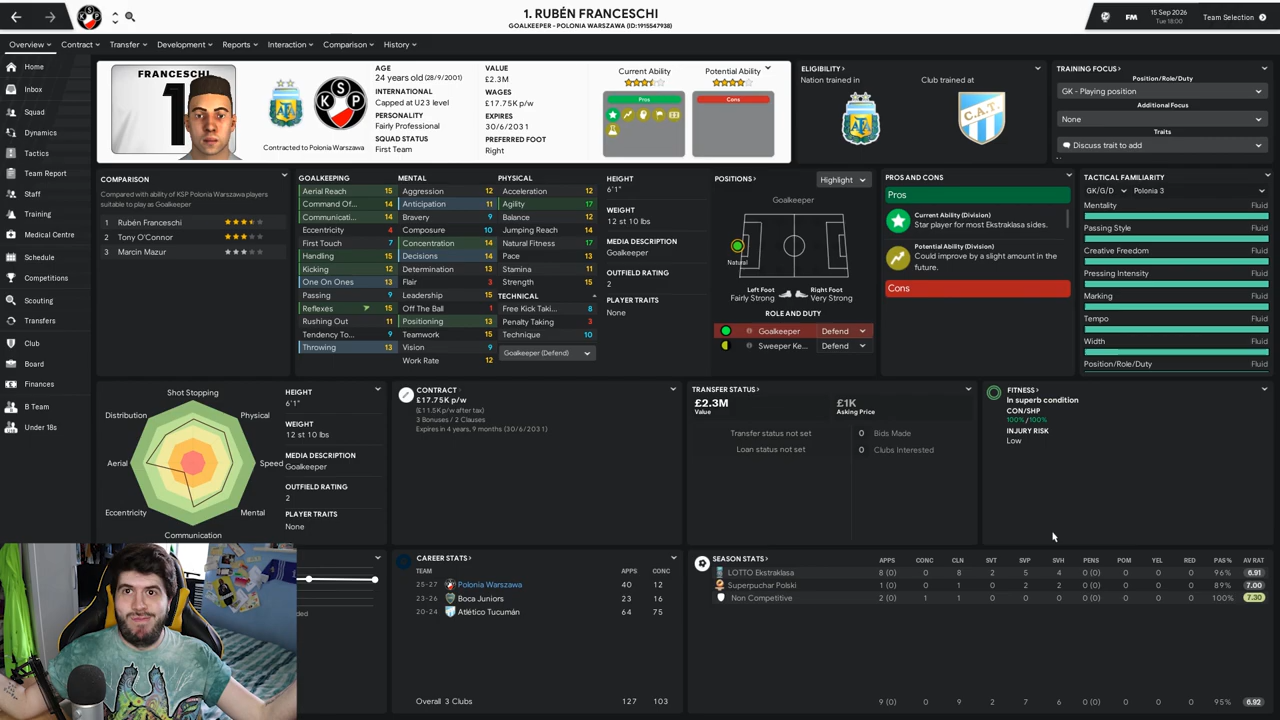 1. RUBÉN FRANCESCHI
GOALKEEPER - POLONIA WARSZAWA (ID:1915547938)
FM
15 Sep 2026
Tue 18:00
Team Selection
Overview
Contract
Transfer
Development
Reports
Interaction
Comparison
History
Home
Inbox
Squad
Dynamics
Tactics
Team Report
Staff
Training
Medical Centre
Schedule
Competitions
Scouting
Transfers
Club
Board
Finances
B Team
Under 18s
FRANCESCHI
1
KSP
Contracted to Polonia Warszawa
AGE
24 years old (28/9/2001)
INTERNATIONAL
Capped at U23 level
PERSONALITY
Fairly Professional
SQUAD STATUS
First Team
VALUE
£2.3M
WAGES
£17.75K p/w
EXPIRES
30/6/2031
PREFERRED FOOT
Right
Current Ability
Pros
Potential Ability
Cons
ELIGIBILITY>
Nation trained in
Club trained at
C.A.T.
TRAINING FOCUS>
Position/Role/Duty
GK - Playing position
Additional Focus
None
Traits
Discuss trait to add
COMPARISON
Compared with ability of KSP Polonia Warszawa players
suitable to play as Goalkeeper
1 Rubén Franceschi
2 Tony O'Connor
3 Marcin Mazur
GOALKEEPING
Aerial Reach 15
Command Of... 14
Communicati... 14
Eccentricity 4
First Touch 7
Handling 15
Kicking 12
One On Ones 13
Passing 9
Reflexes 15
Rushing Out 11
Tendency To... 9
Throwing 13
MENTAL
Aggression 12
Anticipation 11
Bravery 9
Composure 10
Concentration 14
Decisions 14
Determination 13
Flair 3
Leadership 15
Off The Ball 1
Positioning 13
Teamwork 15
Vision 9
Work Rate 12
PHYSICAL
Acceleration 12
Agility 17
Balance 12
Jumping Reach 14
Natural Fitness 17
Pace 13
Stamina 11
Strength 15
TECHNICAL
Free Kick Taki... 8
Penalty Taking 3
Technique 10
Goalkeeper (Defend)
HEIGHT
6'1"
WEIGHT
12 st 10 lbs
MEDIA DESCRIPTION
Goalkeeper
OUTFIELD RATING
2
PLAYER TRAITS
None
POSITIONS
Highlight
Goalkeeper
Natural
Left Foot
Fairly Strong
Right Foot
Very Strong
ROLE AND DUTY
Goalkeeper Defend
Sweeper Ke... Defend
PROS AND CONS
Pros
Current Ability (Division)
Star player for most Ekstraklasa sides.
Potential Ability (Division)
Could improve by a slight amount in the
future.
Cons
TACTICAL FAMILIARITY
GK/G/D Polonia 3
Mentality Fluid
Passing Style Fluid
Creative Freedom Fluid
Pressing Intensity Fluid
Marking Fluid
Tempo Fluid
Width Fluid
Position/Role/Duty Fluid
Shot Stopping
Physical
Speed
Mental
Communication
Eccentricity
Aerial
Distribution
HEIGHT
6'1"
WEIGHT
12 st 10 lbs
MEDIA DESCRIPTION
Goalkeeper
OUTFIELD RATING
2
PLAYER TRAITS
None
CONTRACT>
£17.75K p/w
(£11.5K p/w after tax)
3 Bonuses / 2 Clauses
Expires in 4 years, 9 months (30/6/2031)
TRANSFER STATUS>
£2.3M
Value
£1K
Asking Price
Transfer status not set
Loan status not set
0 Bids Made
0 Clubs Interested
FITNESS>
In superb condition
CON/SHP
100% / 100%
INJURY RISK
Low
CAREER STATS>
TEAM APPS CONC
25-27 Polonia Warszawa 40 12
23-26 Boca Juniors 23 16
20-24 Atlético Tucumán 64 75
Overall 3 Clubs 127 103
SEASON STATS>
APPS CONC CLN SVT SVP SVH PENS POM YEL RED PAS% AV RAT
LOTTO Ekstraklasa 8 (0) 0 8 2 5 4 0 (0) 0 0 0 96% 6.91
Superpuchar Polski 1 (0) 0 1 0 2 2 0 (0) 0 0 0 89% 7.00
Non Competitive 2 (0) 1 1 0 0 0 0 (0) 0 0 0 100% 7.30
9 (0) 0 9 2 7 6 0 (0) 0 0 0 95% 6.92